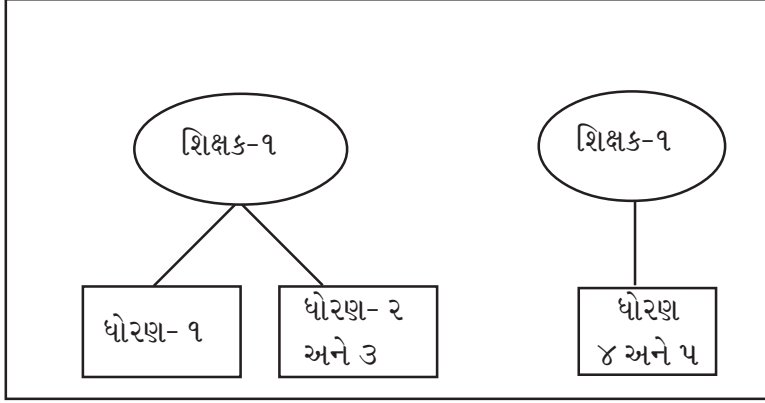 શિક્ષક-૧
શિક્ષક-૧
ધોરણ- ૧
ધોરણ- ૨
અને ૩
ધોરણ
૪ અને ૫